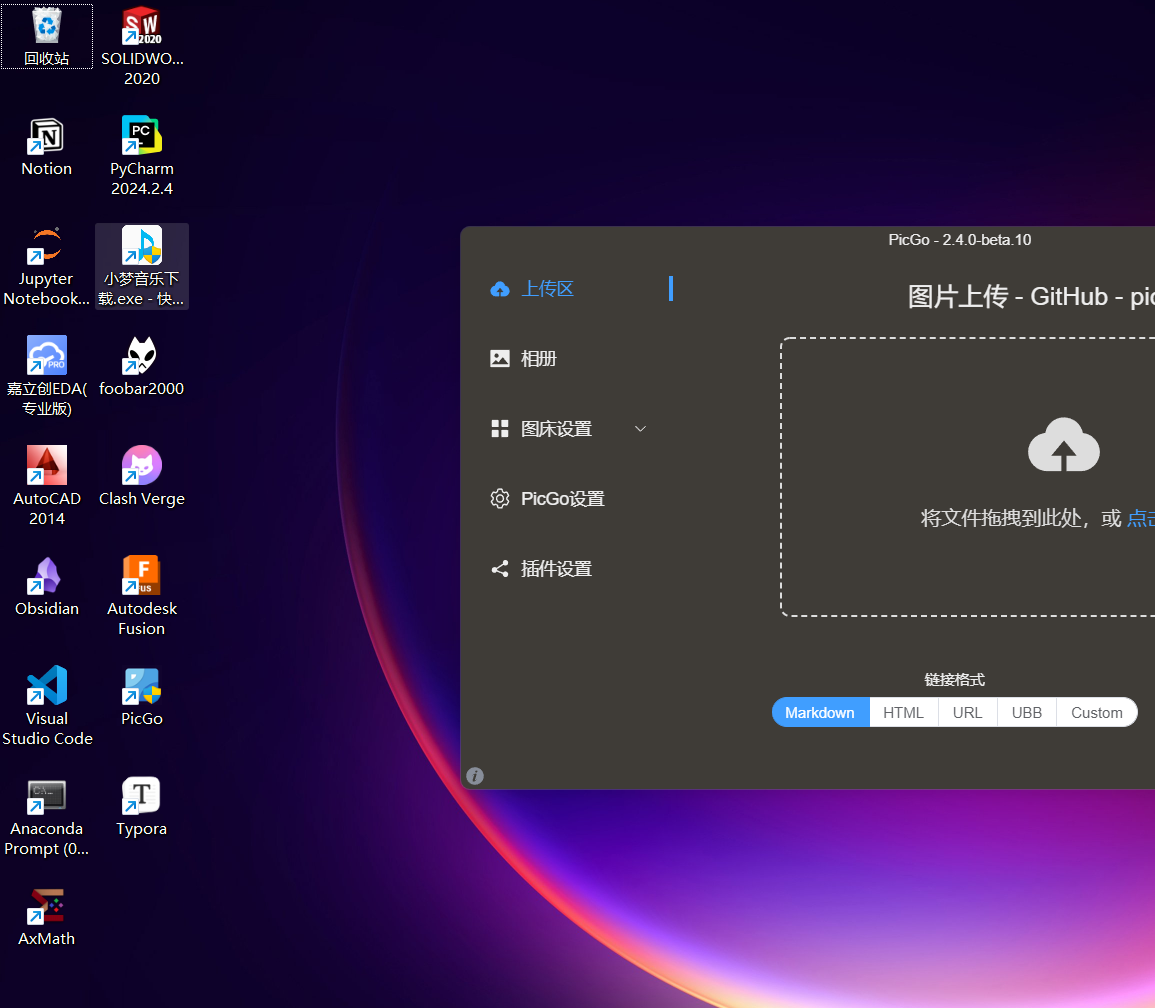 回收站
SOLIDWO...
2020
Notion
PyCharm
2024.2.4
Jupyter
Notebook...
小梦音乐下
载.exe - 快...
嘉立创EDA(
专业版)
foobar2000
AutoCAD
2014
Clash Verge
Obsidian
Autodesk
Fusion
Visual
Studio Code
PicGo
Anaconda
Prompt (0...
Typora
AxMath
PicGo - 2.4.0-beta.10
上传区
相册
图床设置
PicGo设置
插件设置
图片上传 - GitHub - pic
将文件拖拽到此处，或 点击
链接格式
Markdown HTML URL UBB Custom